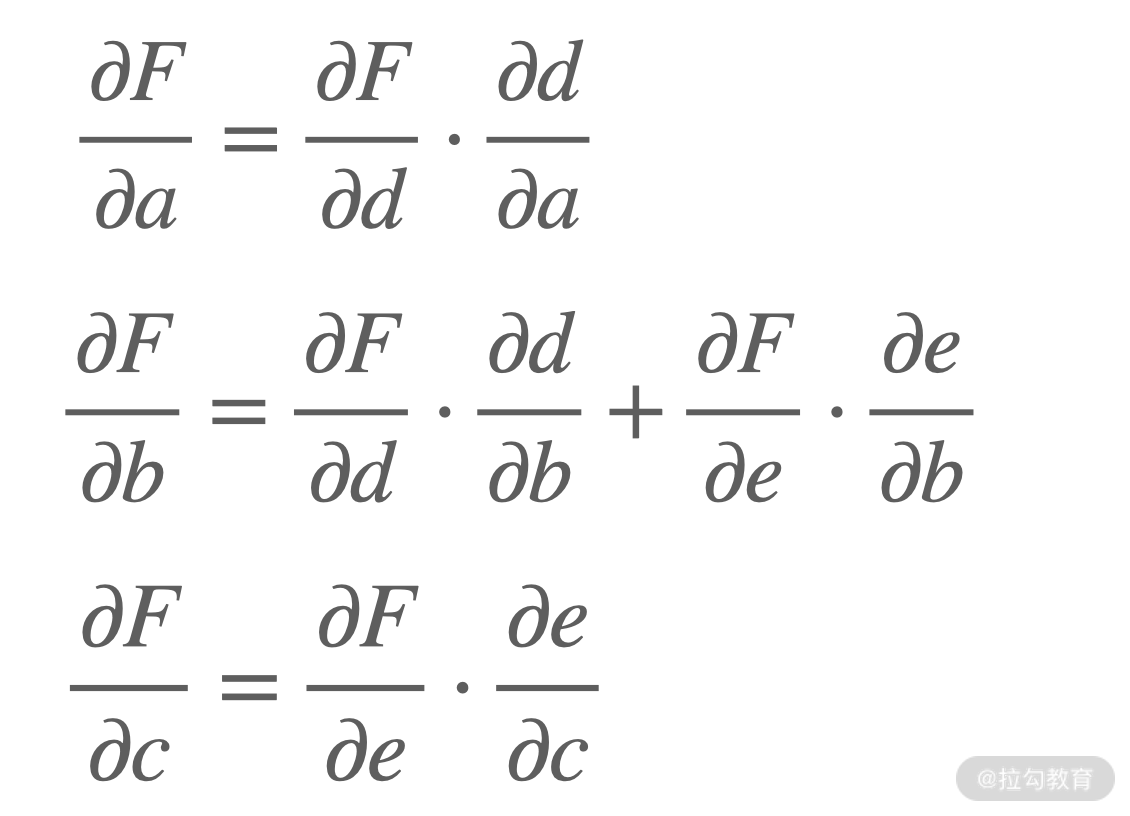 ∂F/∂a = ∂F/∂d · ∂d/∂a
∂F/∂b = ∂F/∂d · ∂d/∂b + ∂F/∂e · ∂e/∂b
∂F/∂c = ∂F/∂e · ∂e/∂c
@拉勾教育